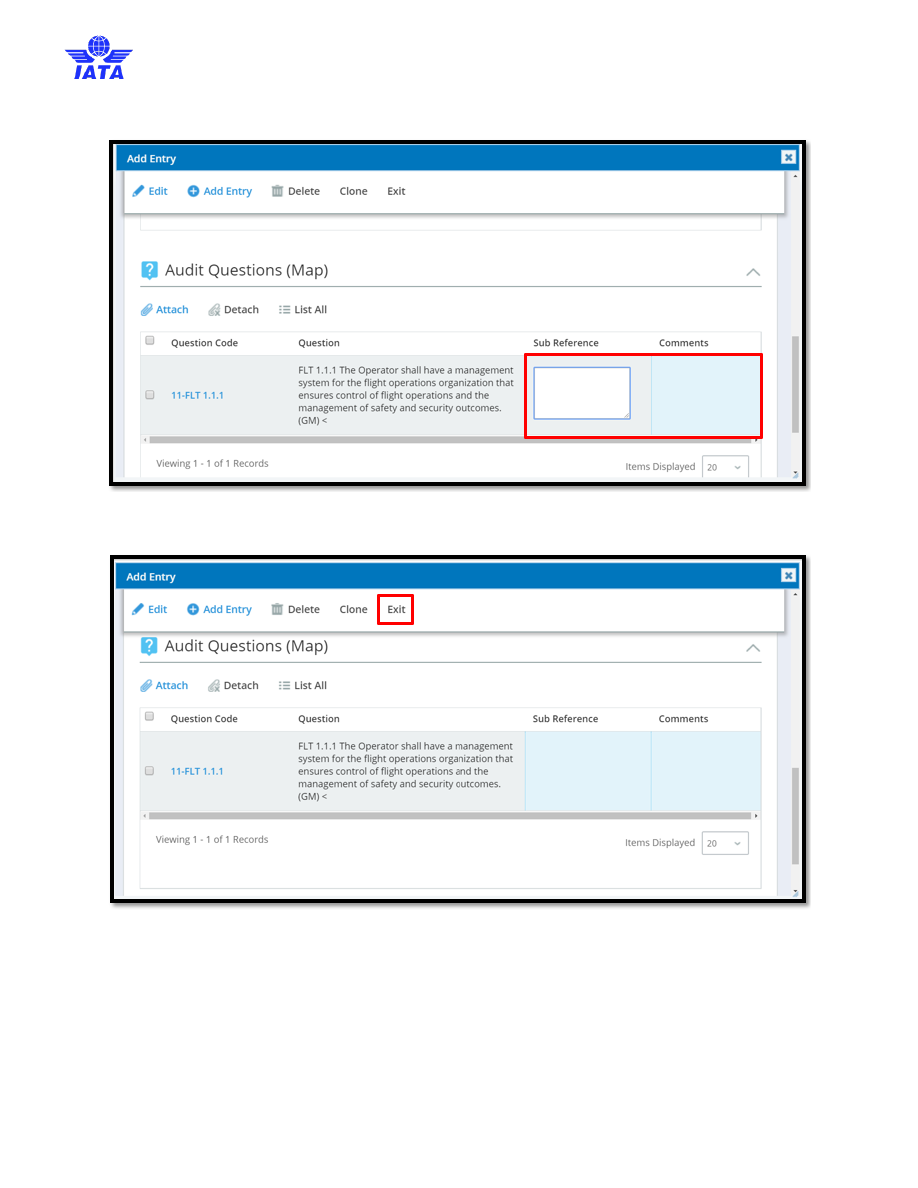 IATA
Add Entry
Edit Add Entry Delete Clone Exit
Audit Questions (Map)
Attach Detach List All
Question Code Question Sub Reference Comments
FLT 1.1.1 The Operator shall have a management
system for the flight operations organization that
11-FLT 1.1.1 ensures control of flight operations and the
management of safety and security outcomes.
(GM) <
Viewing 1 - 1 of 1 Records Items Displayed 20
Add Entry
Edit Add Entry Delete Clone Exit
Audit Questions (Map)
Attach Detach List All
Question Code Question Sub Reference Comments
FLT 1.1.1 The Operator shall have a management
system for the flight operations organization that
11-FLT 1.1.1 ensures control of flight operations and the
management of safety and security outcomes.
(GM) <
Viewing 1 - 1 of 1 Records Items Displayed 20